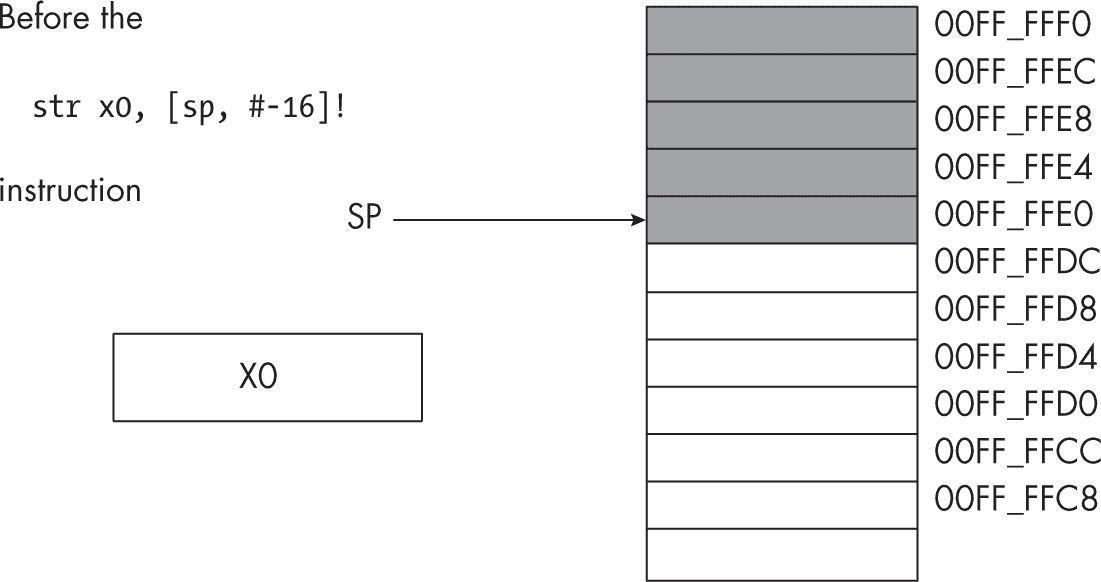 Before the
str x0, [sp, #-16]!
instruction
SP
X0
00FF_FFF0
00FF_FFEC
00FF_FFE8
00FF_FFE4
00FF_FFE0
00FF_FFDC
00FF_FFD8
00FF_FFD4
00FF_FFD0
00FF_FFCC
00FF_FFC8